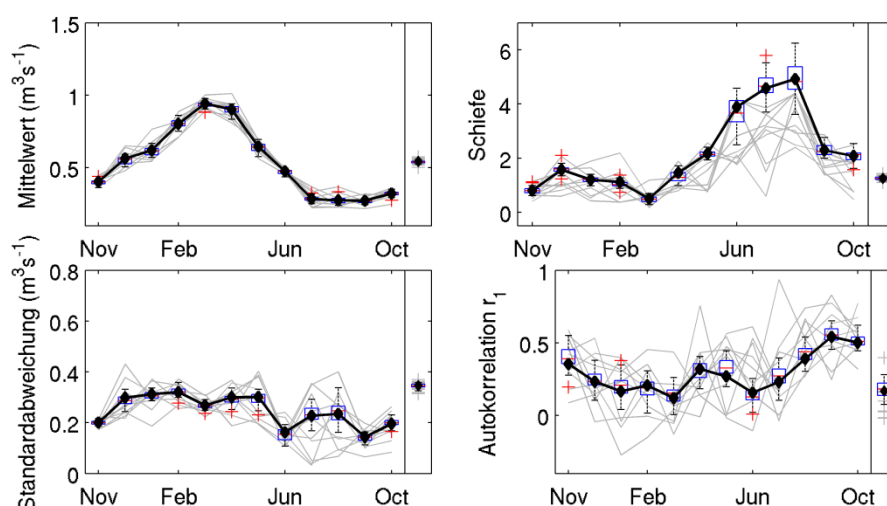 Mittelwert (m³s⁻¹)
1.5
1
0.5
Nov
Feb
Jun
Oct
Schiefe
6
4
2
0
Nov
Feb
Jun
Oct
Standardabweichung (m³s⁻¹)
0.8
0.6
0.4
0.2
0
Nov
Feb
Jun
Oct
Autokorrelation r₁
1
0.5
0
Nov
Feb
Jun
Oct